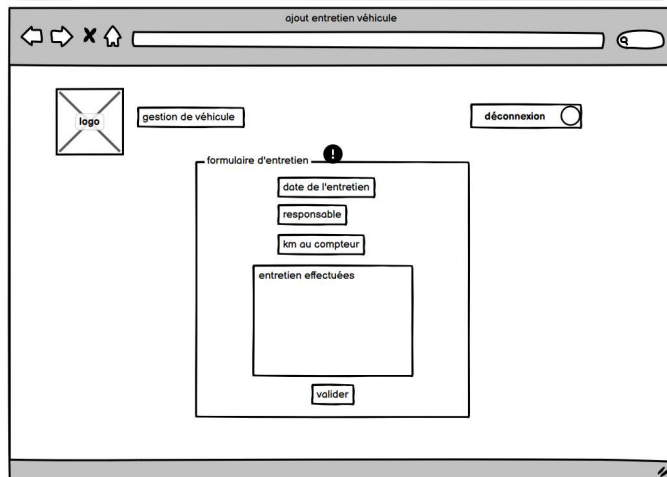 ajout entretien véhicule
logo
gestion de véhicule
déconnexion
formulaire d'entretien
!
date de l'entretien
responsable
km au compteur
entretien effectuées
valider